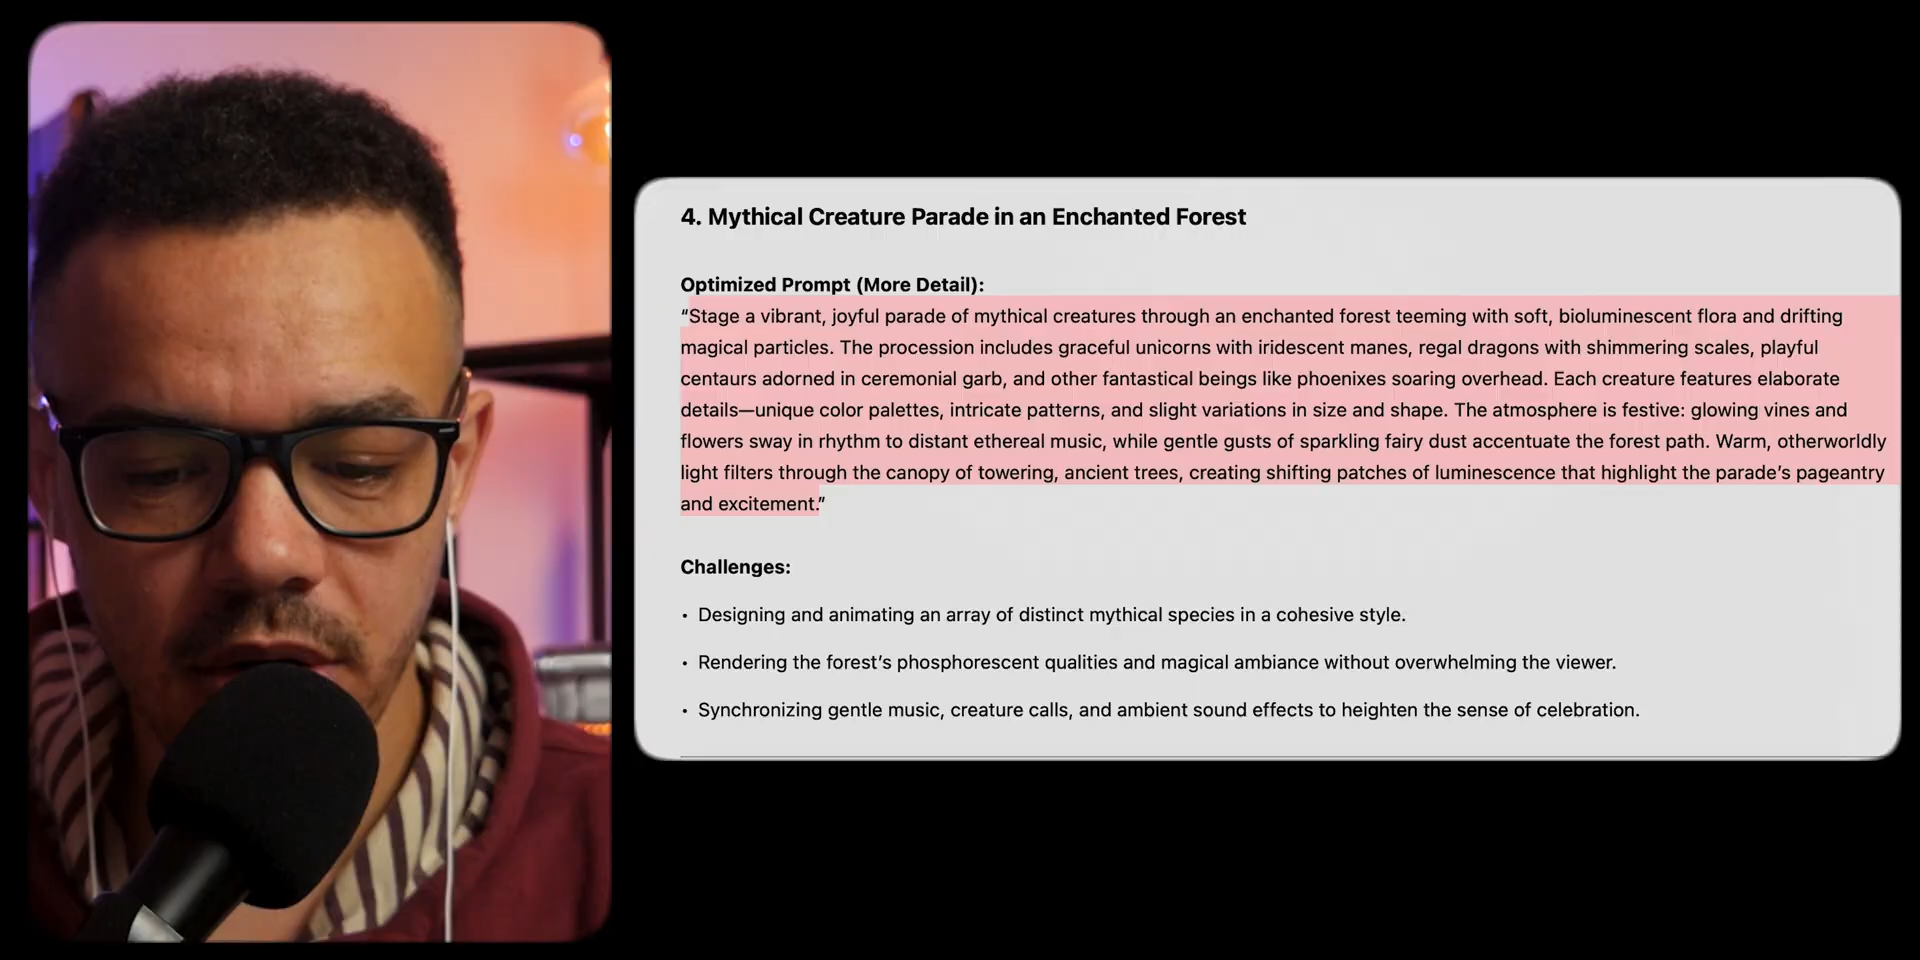 4. Mythical Creature Parade in an Enchanted Forest
Optimized Prompt (More Detail):
“Stage a vibrant, joyful parade of mythical creatures through an enchanted forest teeming with soft, bioluminescent flora and drifting
magical particles. The procession includes graceful unicorns with iridescent manes, regal dragons with shimmering scales, playful
centaurs adorned in ceremonial garb, and other fantastical beings like phoenixes soaring overhead. Each creature features elaborate
details—unique color palettes, intricate patterns, and slight variations in size and shape. The atmosphere is festive: glowing vines and
flowers sway in rhythm to distant ethereal music, while gentle gusts of sparkling fairy dust accentuate the forest path. Warm, otherworldly
light filters through the canopy of towering, ancient trees, creating shifting patches of luminescence that highlight the parade’s pageantry
and excitement.”
Challenges:
• Designing and animating an array of distinct mythical species in a cohesive style.
• Rendering the forest’s phosphorescent qualities and magical ambiance without overwhelming the viewer.
• Synchronizing gentle music, creature calls, and ambient sound effects to heighten the sense of celebration.